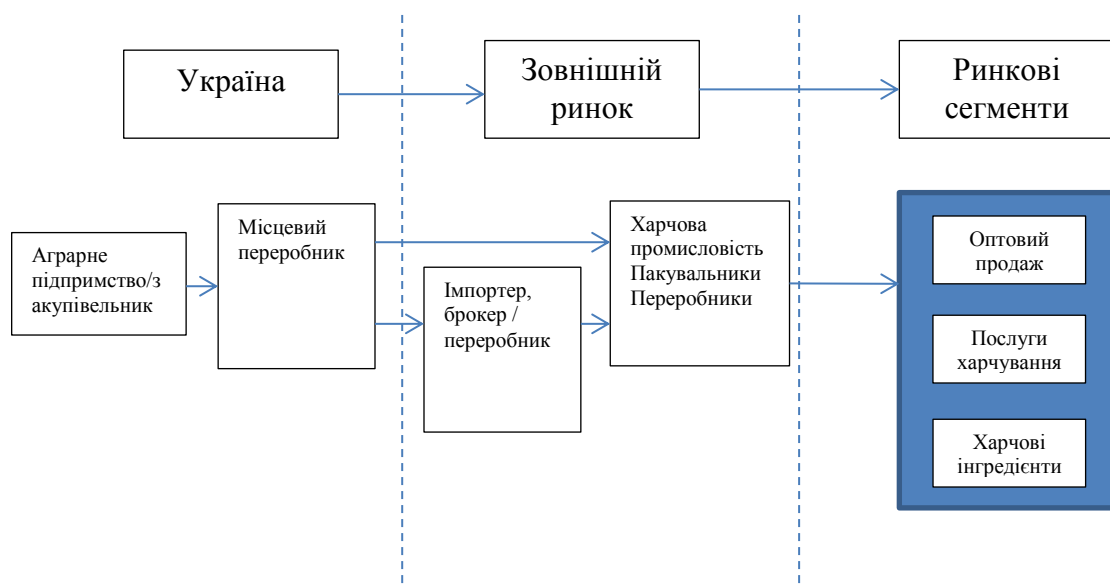 Україна
Зовнішній
ринок
Ринкові
сегменти
Аграрне
підпримство/з
акупівельник
Місцевий
переробник
Імпортер,
брокер /
переробник
Харчова
промисловість
Пакувальники
Переробники
Оптовий
продаж
Послуги
харчування
Харчові
інгредієнти